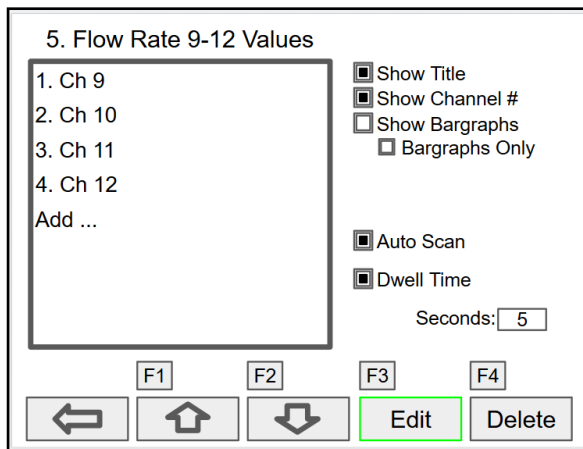 5. Flow Rate 9-12 Values
1. Ch 9
2. Ch 10
3. Ch 11
4. Ch 12
Add ...
Show Title
Show Channel #
Show Bargraphs
Bargraphs Only
Auto Scan
Dwell Time
Seconds: 5
F1 F2 F3 F4
Edit Delete